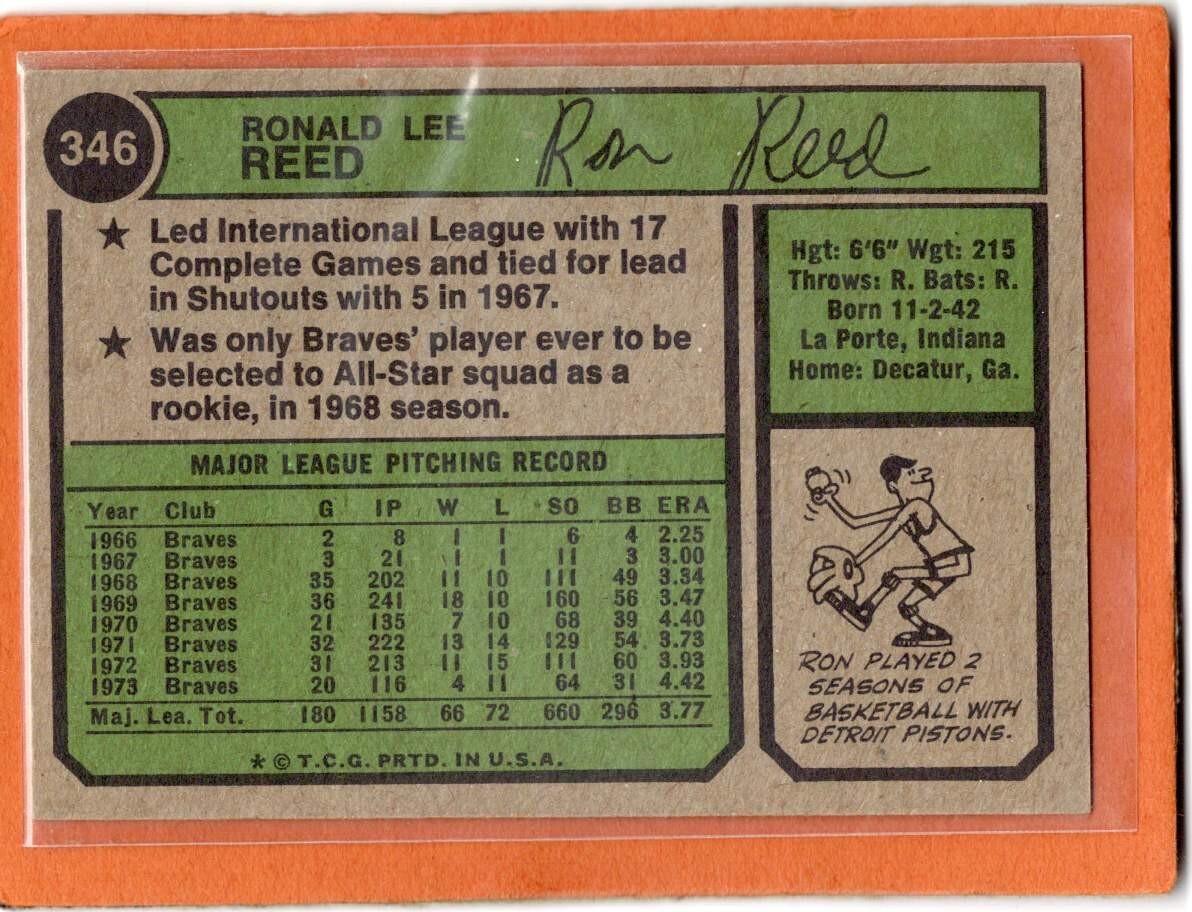 346
RONALD LEE
REED
Ron Reed
★ Led International League with 17
Complete Games and tied for lead
in Shutouts with 5 in 1967.
★ Was only Braves' player ever to be
selected to All-Star squad as a
rookie, in 1968 season.
Hgt: 6'6" Wgt: 215
Throws: R. Bats: R.
Born 11-2-42
La Porte, Indiana
Home: Decatur, Ga.
MAJOR LEAGUE PITCHING RECORD
Year Club G IP W L SO BB ERA
1966 Braves 2 8 1 1 6 4 2.25
1967 Braves 3 21 1 1 11 3 3.00
1968 Braves 35 202 11 10 111 49 3.34
1969 Braves 36 241 18 10 160 56 3.47
1970 Braves 21 135 7 10 68 39 4.40
1971 Braves 32 222 13 14 129 54 3.73
1972 Braves 31 213 11 15 111 60 3.93
1973 Braves 20 116 4 11 64 31 4.42
Maj. Lea. Tot. 180 1158 66 72 660 296 3.77
* © T.C.G. PRTD. IN U.S.A.
RON PLAYED 2
SEASONS OF
BASKETBALL WITH
DETROIT PISTONS.